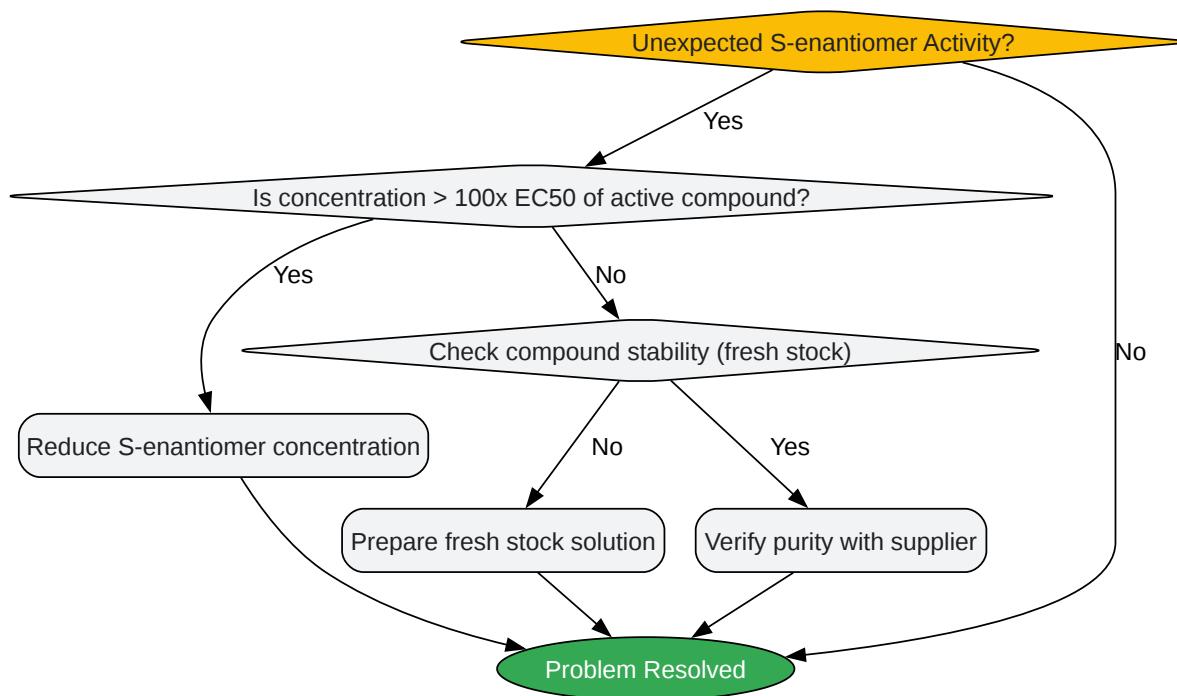 Unexpected S-enantiomer Activity?
Yes
Is concentration > 100x EC50 of active compound?
Yes
No
Check compound stability (fresh stock)
No
Reduce S-enantiomer concentration
No
Yes
Prepare fresh stock solution
Verify purity with supplier
Problem Resolved